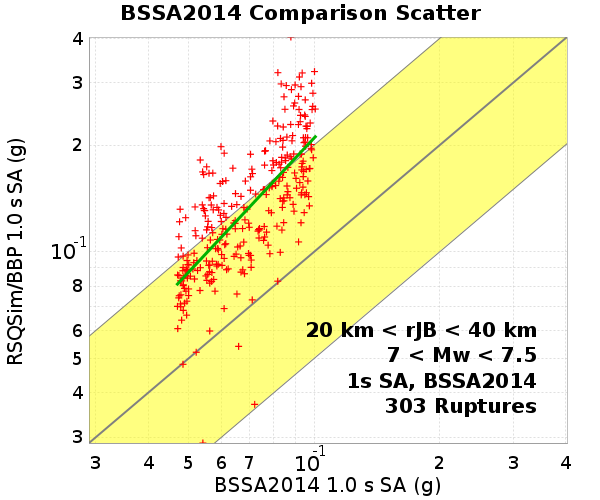 BSSA2014 Comparison Scatter
RSQSim/BBP 1.0 s SA (g)
4
3
2
10-1
8
6
5
4
3
20 km < rJB < 40 km
7 < Mw < 7.5
1s SA, BSSA2014
303 Ruptures
3 4 5 6 7 10-1 2 3 4
BSSA2014 1.0 s SA (g)